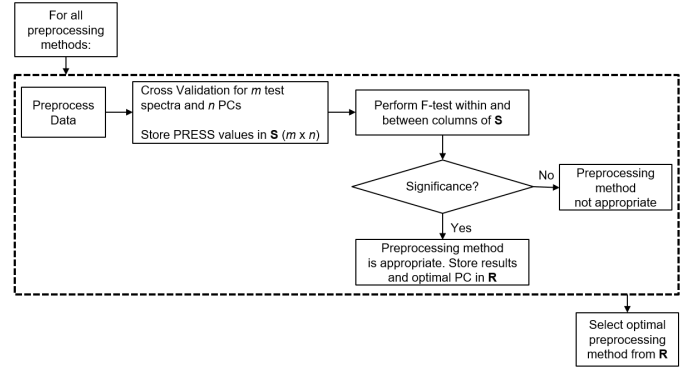 For all
preprocessing
methods:
Preprocess
Data
Cross Validation for m test
spectra and n PCs
Store PRESS values in S (m x n)
Perform F-test within and
between columns of S
Significance?
No
Preprocessing
method
not appropriate
Yes
Preprocessing method
is appropriate. Store results
and optimal PC in R
Select optimal
preprocessing
method from R